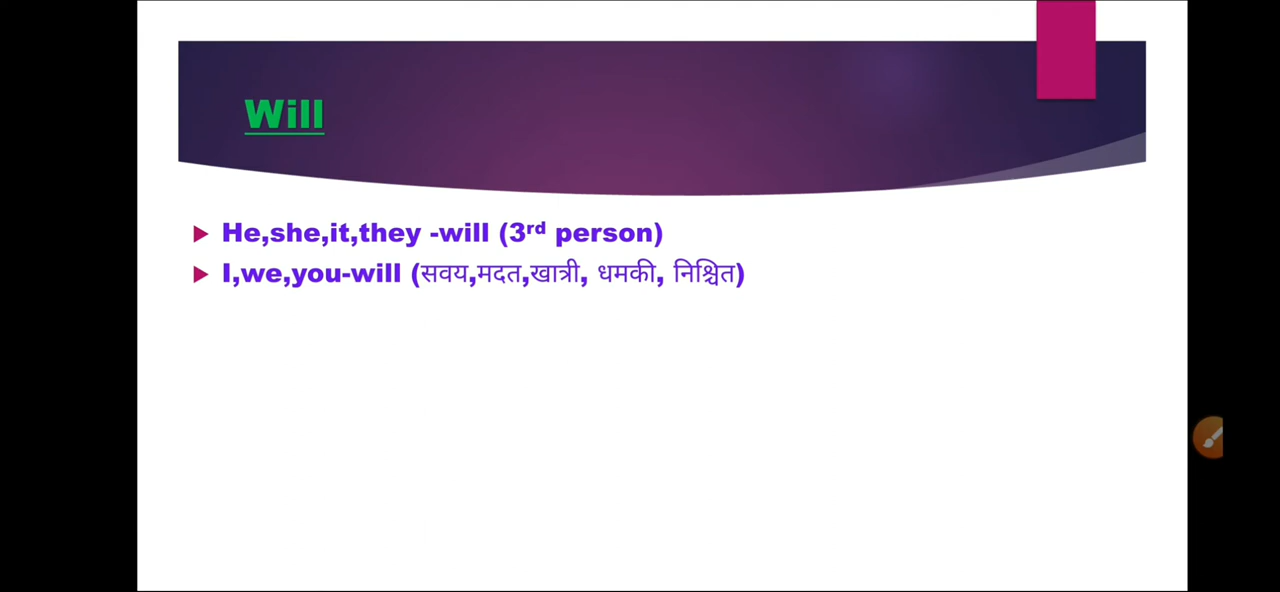 Will
He,she,it,they -will (3rd person)
I,we,you-will (सवय,मदत,खात्री, धमकी, निश्चित)